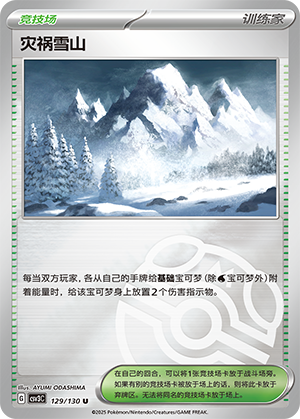 竞技场
训练家
灾祸雪山
每当双方玩家,各从自己的手牌给基础宝可梦(除宝可梦外)附
着能量时,给该宝可梦身上放置2个伤害指示物。
在自己的回合,可以将1张竞技场卡放于战斗场旁。
如果有别的竞技场卡被放于场上的话,则将此卡放于
弃牌区。无法将同名的竞技场卡放于场上。
Illus. AYUMI ODASHIMA
G CSV3C 129/130 U
©2025 Pokémon/Nintendo/Creatures/GAME FREAK.